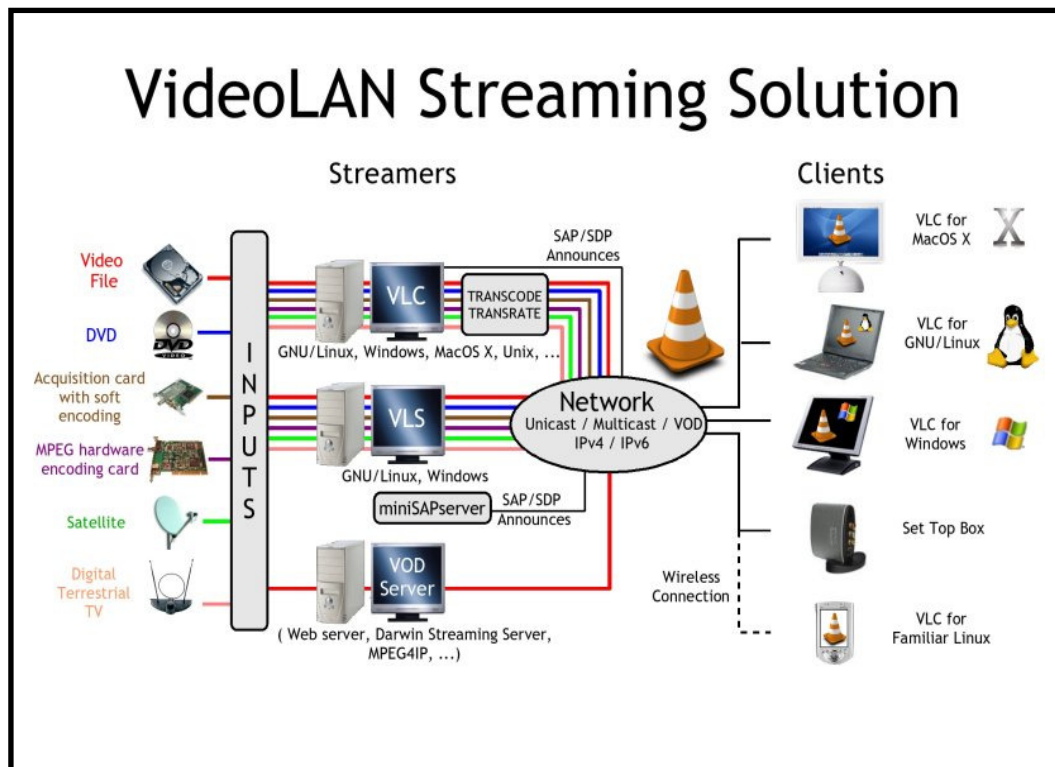 VideoLAN Streaming Solution
Streamers
Clients
Video
File
DVD
Acquisition card
with soft
encoding
MPEG hardware
encoding card
Satellite
Digital
Terrestrial
TV
DVD
VIDEO
INPUTS
VLC
TRANSCODE
TRANSRATE
SAP/SDP
Announces
GNU/Linux, Windows, MacOS X, Unix, ...
VLS
GNU/Linux, Windows
Network
Unicast / Multicast / VOD
IPv4 / IPv6
miniSAPserver
SAP/SDP
Announces
VOD
Server
( Web server, Darwin Streaming Server,
MPEG4IP, ...)
Wireless
Connection
VLC for
MacOS X
X
VLC for
GNU/Linux
VLC for
Windows
Set Top Box
VLC for
Familiar Linux